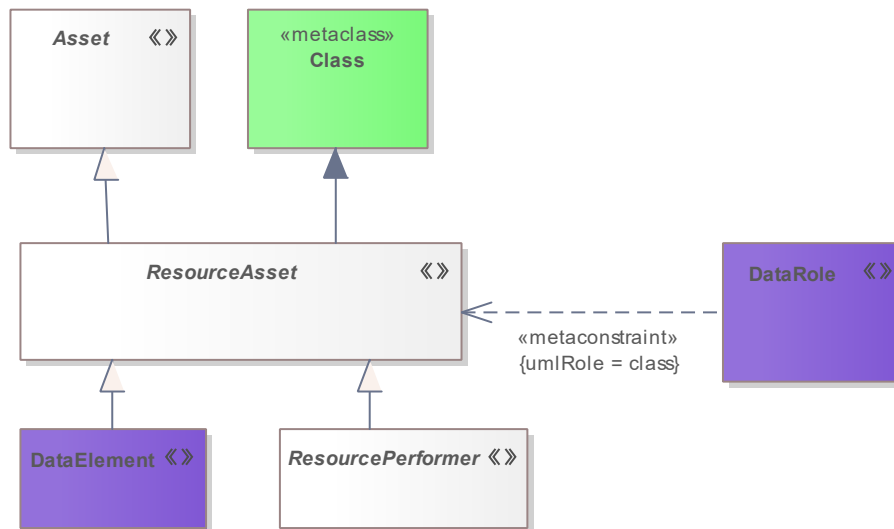 Asset «»
«metaclass»
Class
ResourceAsset «»
DataRole «»
«metaconstraint»
{umlRole = class}
DataElement «»
ResourcePerformer «»